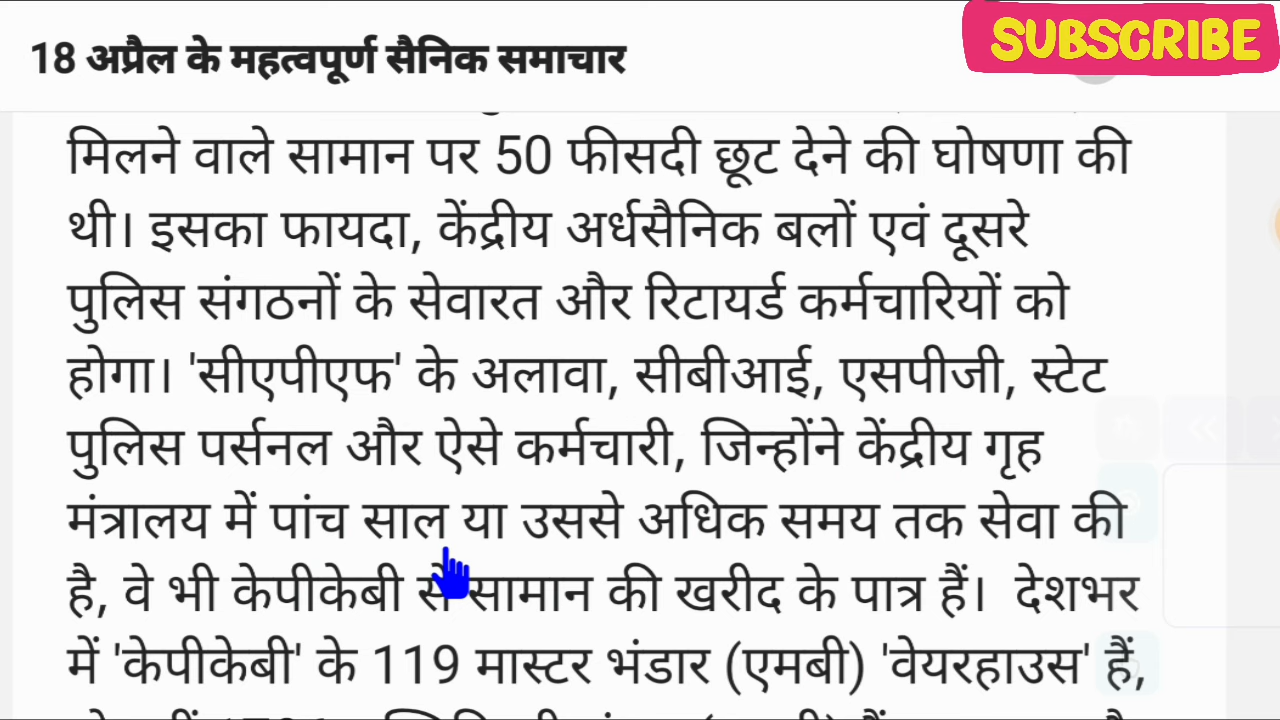 18 अप्रैल के महत्वपूर्ण सैनिक समाचार
SUBSCRIBE
मिलने वाले सामान पर 50 फीसदी छूट देने की घोषणा की
थी। इसका फायदा, केंद्रीय अर्धसैनिक बलों एवं दूसरे
पुलिस संगठनों के सेवारत और रिटायर्ड कर्मचारियों को
होगा। 'सीएपीएफ' के अलावा, सीबीआई, एसपीजी, स्टेट
पुलिस पर्सनल और ऐसे कर्मचारी, जिन्होंने केंद्रीय गृह
मंत्रालय में पांच साल या उससे अधिक समय तक सेवा की
है, वे भी केपीकेबी से सामान की खरीद के पात्र हैं। देशभर
में 'केपीकेबी' के 119 मास्टर भंडार (एमबी) 'वेयरहाउस' हैं,